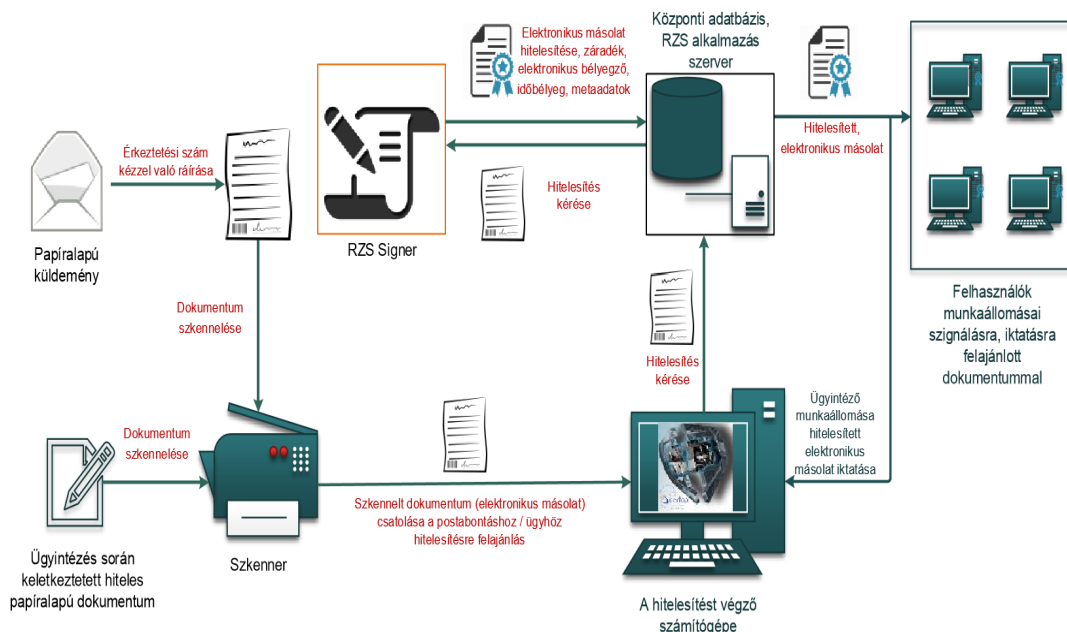 Elektronikus másolat
hitelesítése, záradék,
elektronikus bélyegző,
időbélyeg, metaadatok
Központi adatbázis,
RZS alkalmazás
szerver
Érkeztetési szám
kézzel való ráírása
Hitelesített,
elektronikus másolat
Hitelesítés
kérése
Papíralapú
küldemény
RZS Signer
Felhasználók
munkaállomásai
szignálásra, iktatásra
felajánlott
dokumentummal
Dokumentum
szkennelése
Hitelesítés
kérése
Ügyintéző
munkaállomása
hitelesített
elektronikus
másolat iktatása
Dokumentum
szkennelése
Szkennelt dokumentum (elektronikus másolat)
csatolása a postabontáshoz / ügyhöz
hitelesítésre felajánlás
Ügyintézés során
keletkeztetett hiteles
papíralapú dokumentum
Szkenner
A hitelesítést végző
számítógépe